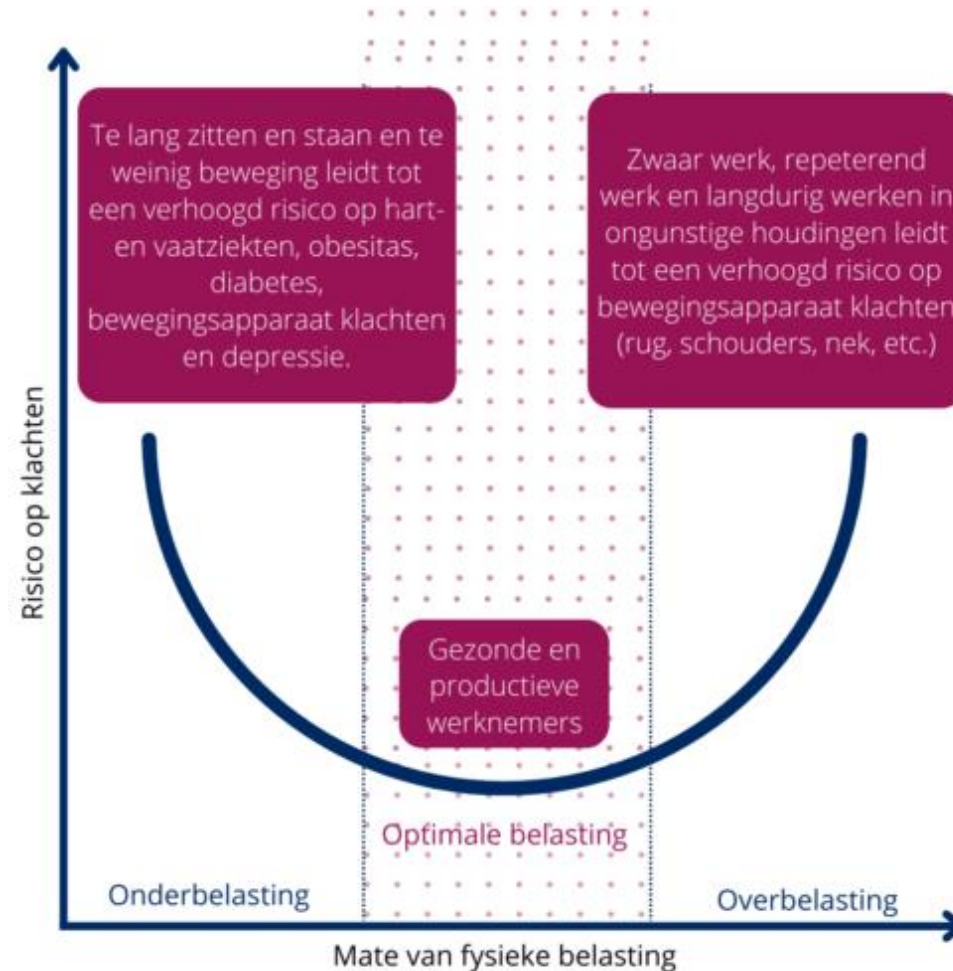 Te lang zitten en staan en te
weinig beweging leidt tot
een verhoogd risico op hart-
en vaatziekten, obesitas,
diabetes,
bewegingsapparaat klachten
en depressie.
Zwaar werk, repeterend
werk en langdurig werken in
ongunstige houdingen leidt
tot een verhoogd risico op
bewegingsapparaat klachten
(rug, schouders, nek, etc.)
Risico op klachten
Gezonde en
productieve
werknemers
Optimale belasting
Onderbelasting
Overbelasting
Mate van fysieke belasting